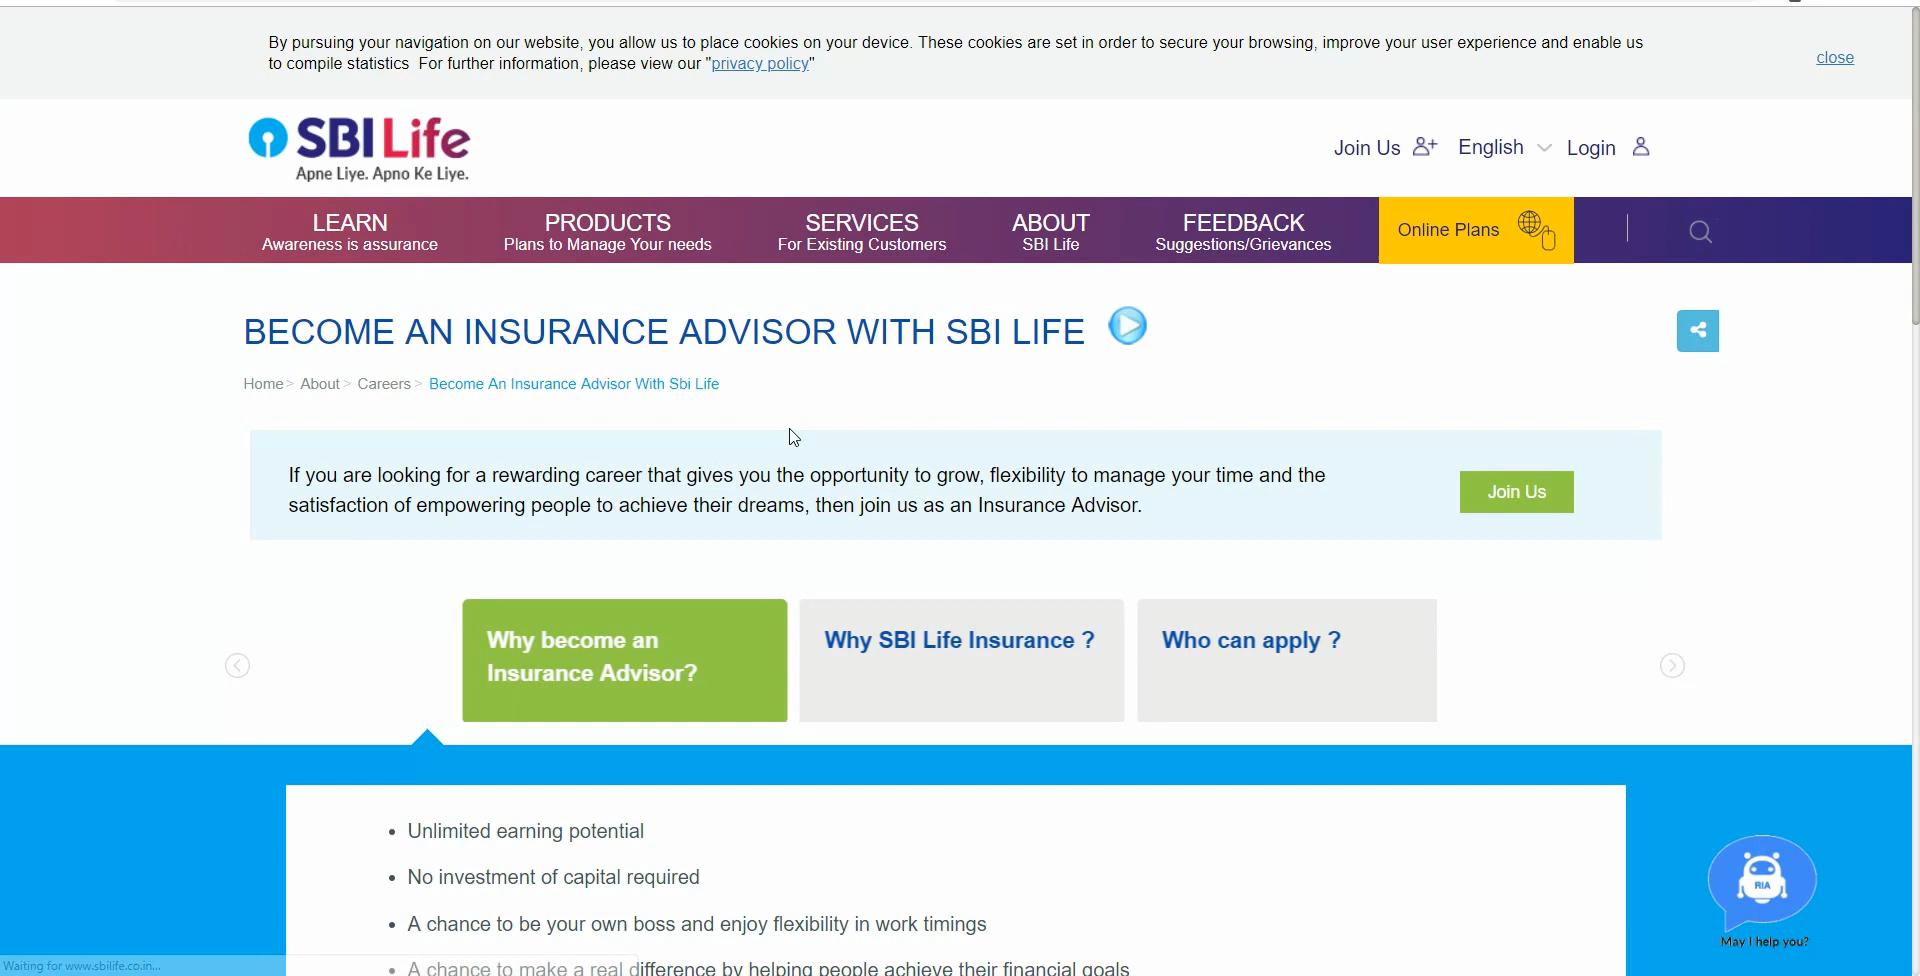 By pursuing your navigation on our website, you allow us to place cookies on your device. These cookies are set in order to secure your browsing, improve your user experience and enable us
to compile statistics  For further information, please view our "privacy policy"
close
SBI Life
Apne Liye. Apno Ke Liye.
Join Us English Login
LEARN
Awareness is assurance
PRODUCTS
Plans to Manage Your needs
SERVICES
For Existing Customers
ABOUT
SBI Life
FEEDBACK
Suggestions/Grievances
Online Plans
BECOME AN INSURANCE ADVISOR WITH SBI LIFE
Home > About > Careers > Become An Insurance Advisor With Sbi Life
If you are looking for a rewarding career that gives you the opportunity to grow, flexibility to manage your time and the
satisfaction of empowering people to achieve their dreams, then join us as an Insurance Advisor.
Join Us
Why become an
Insurance Advisor?
Why SBI Life Insurance ?
Who can apply ?
• Unlimited earning potential
• No investment of capital required
• A chance to be your own boss and enjoy flexibility in work timings
• A chance to make a real difference by helping people achieve their financial goals
RIA
May I help you?
Waiting for www.sbilife.co.in...